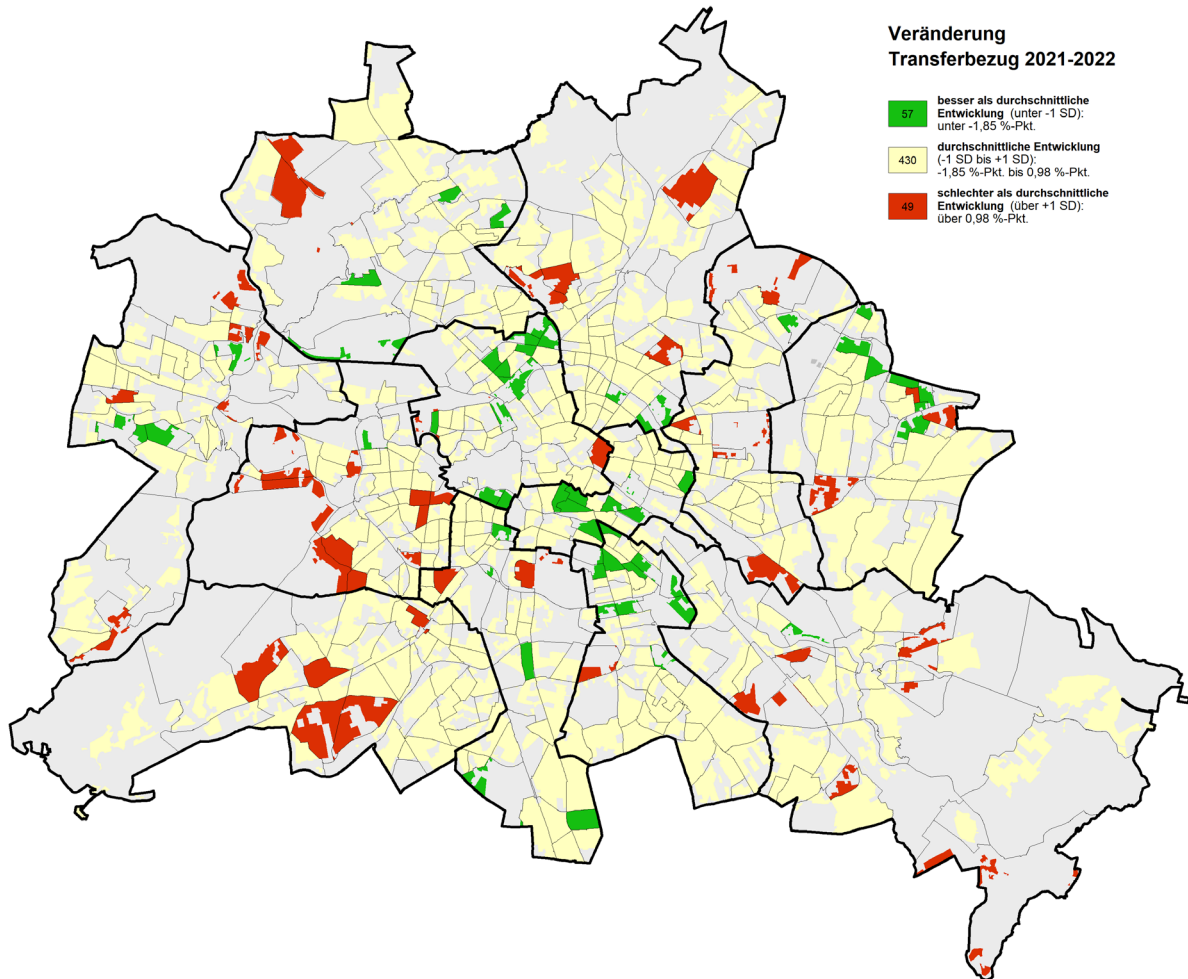 Veränderung
Transferbezug 2021-2022
57
besser als durchschnittliche
Entwicklung (unter -1 SD):
unter -1,85 %-Pkt.
430
durchschnittliche Entwicklung
(-1 SD bis +1 SD):
-1,85 %-Pkt. bis 0,98 %-Pkt.
49
schlechter als durchschnittliche
Entwicklung (über +1 SD):
über 0,98 %-Pkt.